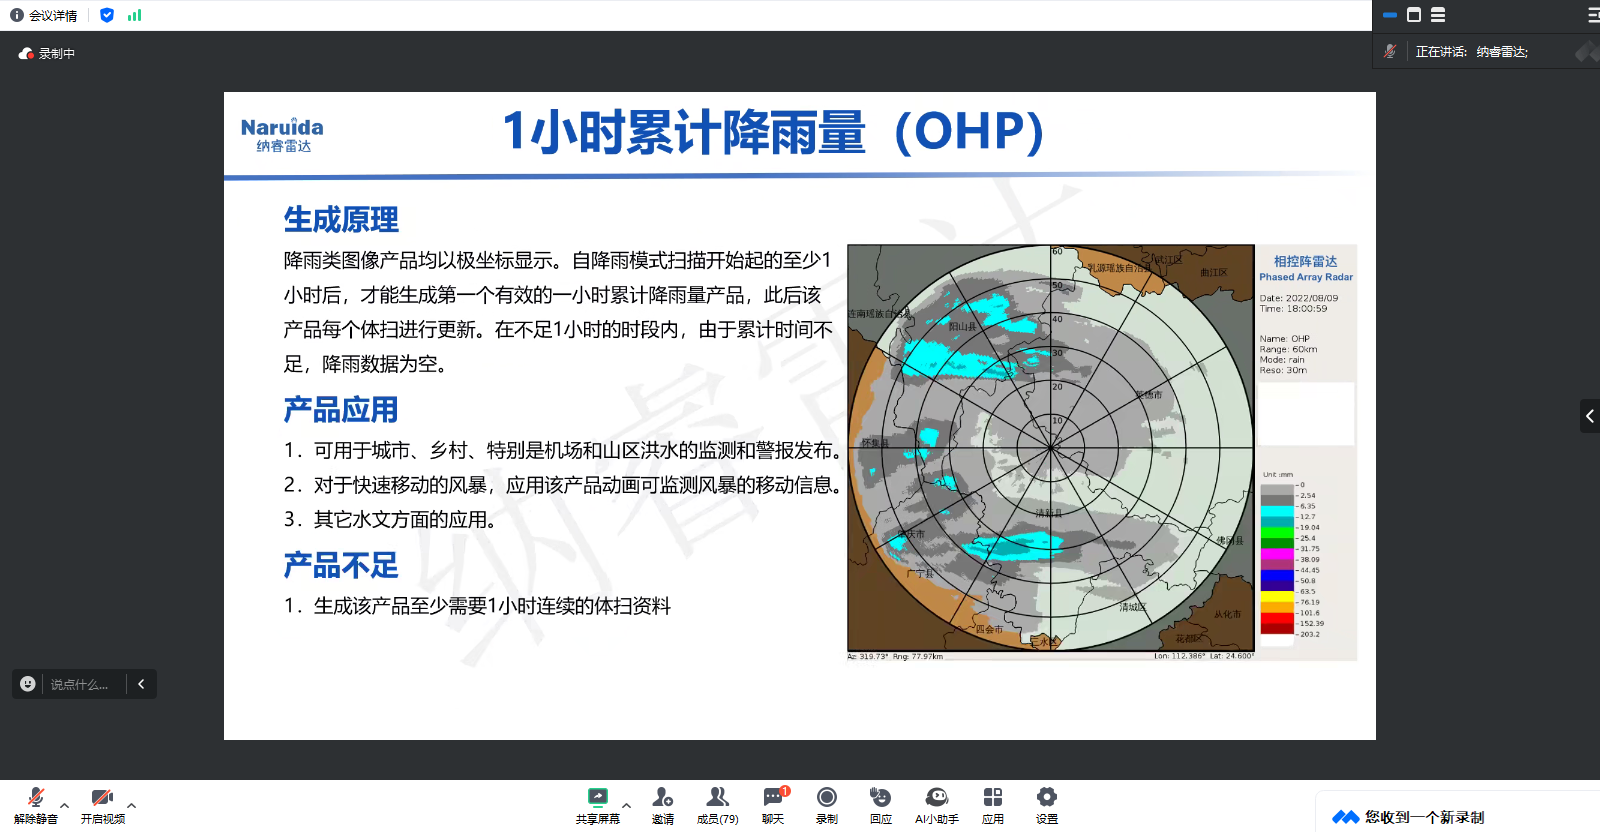 会议详情
录制中
正在讲话: 纳睿雷达;
Naruida
纳睿雷达
1小时累计降雨量（OHP）
生成原理
降雨类图像产品均以极坐标显示。自降雨模式扫描开始起的至少1
小时后，才能生成第一个有效的一小时累计降雨量产品，此后该
产品每个体扫进行更新。在不足1小时的时段内，由于累计时间不
足，降雨数据为空。
产品应用
1. 可用于城市、乡村、特别是机场和山区洪水的监测和警报发布。
2. 对于快速移动的风暴，应用该产品动画可监测风暴的移动信息。
3. 其它水文方面的应用。
产品不足
1. 生成该产品至少需要1小时连续的体扫资料
纳睿雷达
60
50
40
30
20
10
乳源瑶族自治县
武江区
曲江区
连南瑶族自治县
阳山县
英德市
怀集县
清新县
肇庆市
佛冈县
广宁县
清城区
从化市
四会市
三水区
花都区
Az: 319.73° Rng: 77.97km
Lon: 112.386° Lat: 24.600°
相控阵雷达
Phased Array Radar
Date: 2022/08/09
Time: 18:00:59
Name: OHP
Range: 60km
Mode: rain
Reso: 30m
Unit :mm
0
2.54
6.35
12.7
19.04
25.4
31.75
38.09
44.45
50.8
63.5
76.19
101.6
152.39
203.2
说点什么...
解除静音
开启视频
共享屏幕
邀请
成员(79)
1
聊天
录制
回应
AI小助手
应用
设置
您收到一个新录制